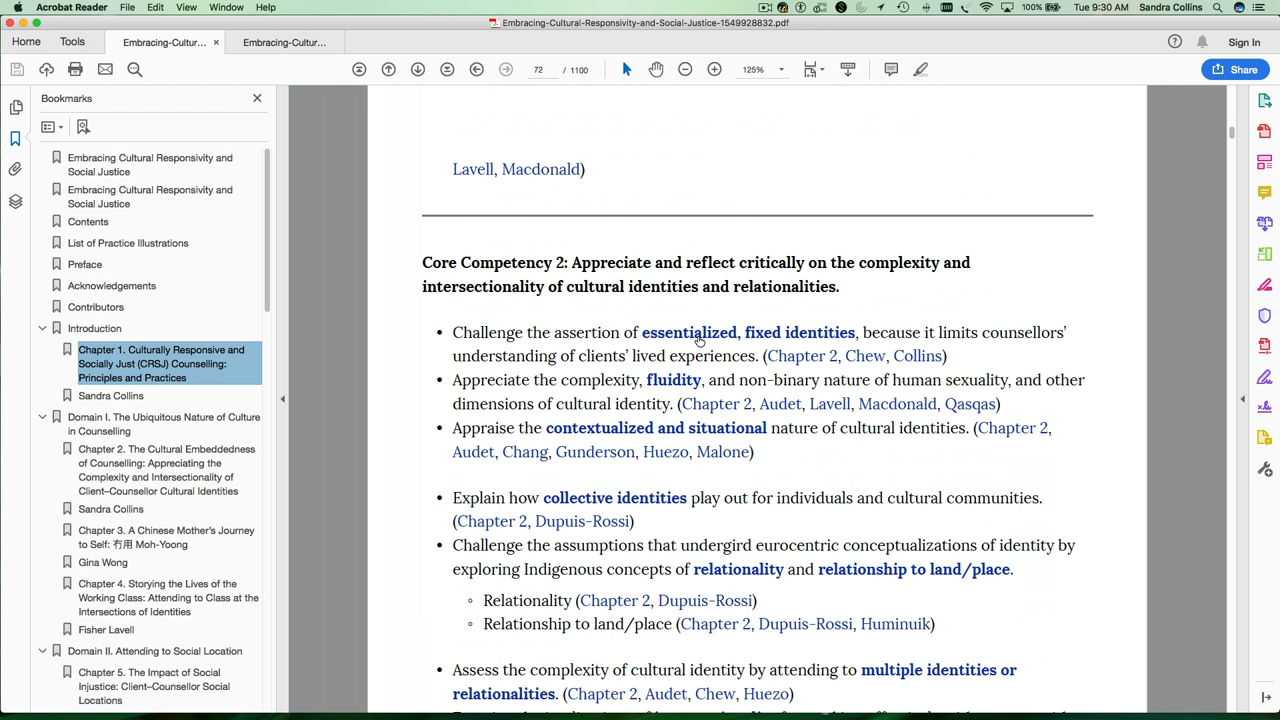 Acrobat Reader File Edit View Window Help 100% Tue 9:30 AM Sandra Collins
Embracing-Cultural-Responsivity-and-Social-Justice-1549928832.pdf
Home Tools Embracing-Cultur... × Embracing-Cultur... Sign In
72 / 1100 125% Share
Bookmarks
Embracing Cultural Responsivity and
Social Justice
Embracing Cultural Responsivity and
Social Justice
Contents
List of Practice Illustrations
Preface
Acknowledgements
Contributors
Introduction
Chapter 1. Culturally Responsive and
Socially Just (CRSJ) Counselling:
Principles and Practices
Sandra Collins
Domain I. The Ubiquitous Nature of Culture
in Counselling
Chapter 2. The Cultural Embeddedness
of Counselling: Appreciating the
Complexity and Intersectionality of
Client–Counsellor Cultural Identities
Sandra Collins
Chapter 3. A Chinese Mother's Journey
to Self: 冇用 Moh-Yoong
Gina Wong
Chapter 4. Storying the Lives of the
Working Class: Attending to Class at the
Intersections of Identities
Fisher Lavell
Domain II. Attending to Social Location
Chapter 5. The Impact of Social
Injustice: Client–Counsellor Social
Locations
Lavell, Macdonald)
Core Competency 2: Appreciate and reflect critically on the complexity and
intersectionality of cultural identities and relationalities.
• Challenge the assertion of essentialized, fixed identities, because it limits counsellors’
understanding of clients’ lived experiences. (Chapter 2, Chew, Collins)
• Appreciate the complexity, fluidity, and non-binary nature of human sexuality, and other
dimensions of cultural identity. (Chapter 2, Audet, Lavell, Macdonald, Qasqas)
• Appraise the contextualized and situational nature of cultural identities. (Chapter 2,
Audet, Chang, Gunderson, Huezo, Malone)
• Explain how collective identities play out for individuals and cultural communities.
(Chapter 2, Dupuis-Rossi)
• Challenge the assumptions that undergird eurocentric conceptualizations of identity by
exploring Indigenous concepts of relationality and relationship to land/place.
◦ Relationality (Chapter 2, Dupuis-Rossi)
◦ Relationship to land/place (Chapter 2, Dupuis-Rossi, Huminuik)
• Assess the complexity of cultural identity by attending to multiple identities or
relationalities. (Chapter 2, Audet, Chew, Huezo)